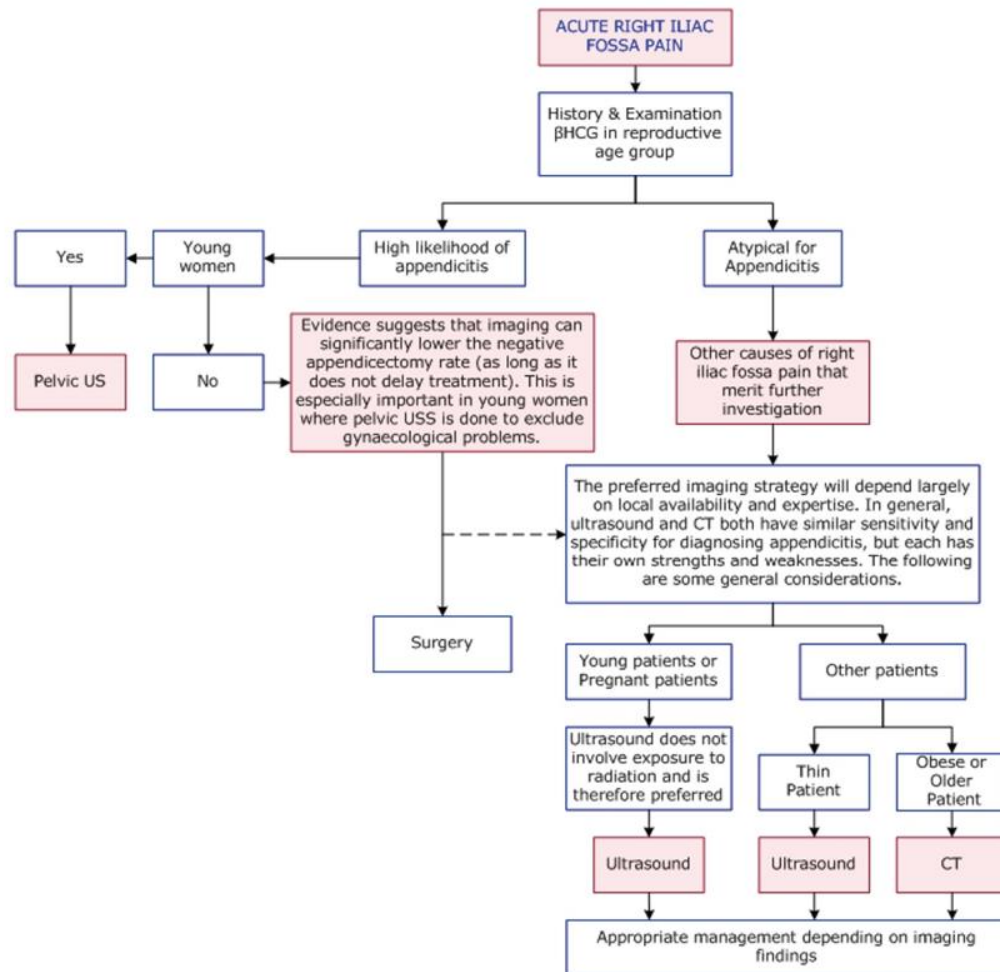 ACUTE RIGHT ILIAC
FOSSA PAIN
History & Examination
βHCG in reproductive
age group
Yes
Young
women
High likelihood of
appendicitis
Atypical for
Appendicitis
Pelvic US
No
Evidence suggests that imaging can
significantly lower the negative
appendicectomy rate (as long as it
does not delay treatment). This is
especially important in young women
where pelvic USS is done to exclude
gynaecological problems.
Other causes of right
iliac fossa pain that
merit further
investigation
The preferred imaging strategy will depend largely
on local availability and expertise. In general,
ultrasound and CT both have similar sensitivity and
specificity for diagnosing appendicitis, but each has
their own strengths and weaknesses. The following
are some general considerations.
Surgery
Young patients or
Pregnant patients
Other patients
Ultrasound does not
involve exposure to
radiation and is
therefore preferred
Thin
Patient
Obese or
Older
Patient
Ultrasound
Ultrasound
CT
Appropriate management depending on imaging
findings